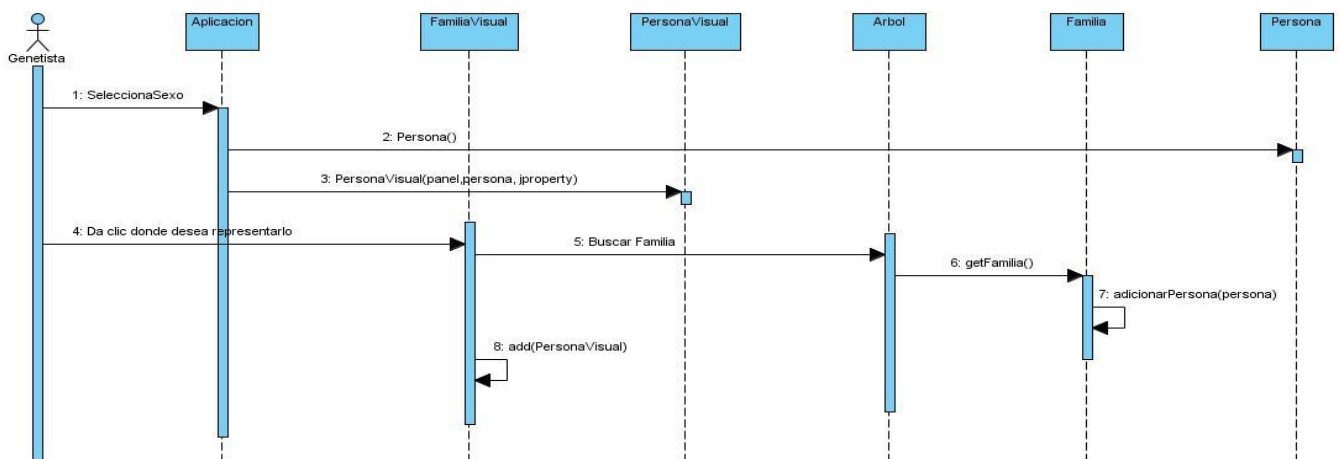 Aplicacion
FamiliaVisual
PersonaVisual
Arbol
Familia
Persona
Genetista
1: SeleccionaSexo
2: Persona()
3: PersonaVisual(panel,persona, jproperty)
4: Da clic donde desea representarlo
5: Buscar Familia
6: getFamilia()
7: adicionarPersona(persona)
8: add(PersonaVisual)